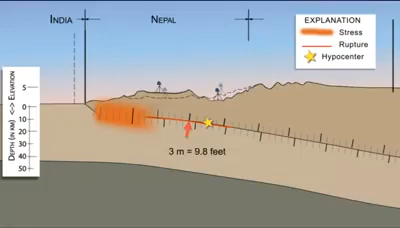 INDIA
NEPAL
EXPLANATION
Stress
Rupture
Hypocenter
DEPTH (IN KM) <=> ELEVATION
5
0
10
20
30
40
50
3 m = 9.8 feet